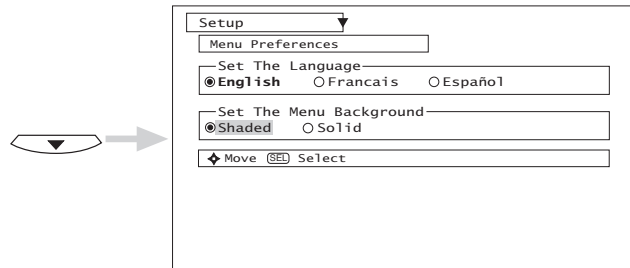 Setup
Menu Preferences
Set The Language
English Francais Español
Set The Menu Background
Shaded Solid
Move SEL Select